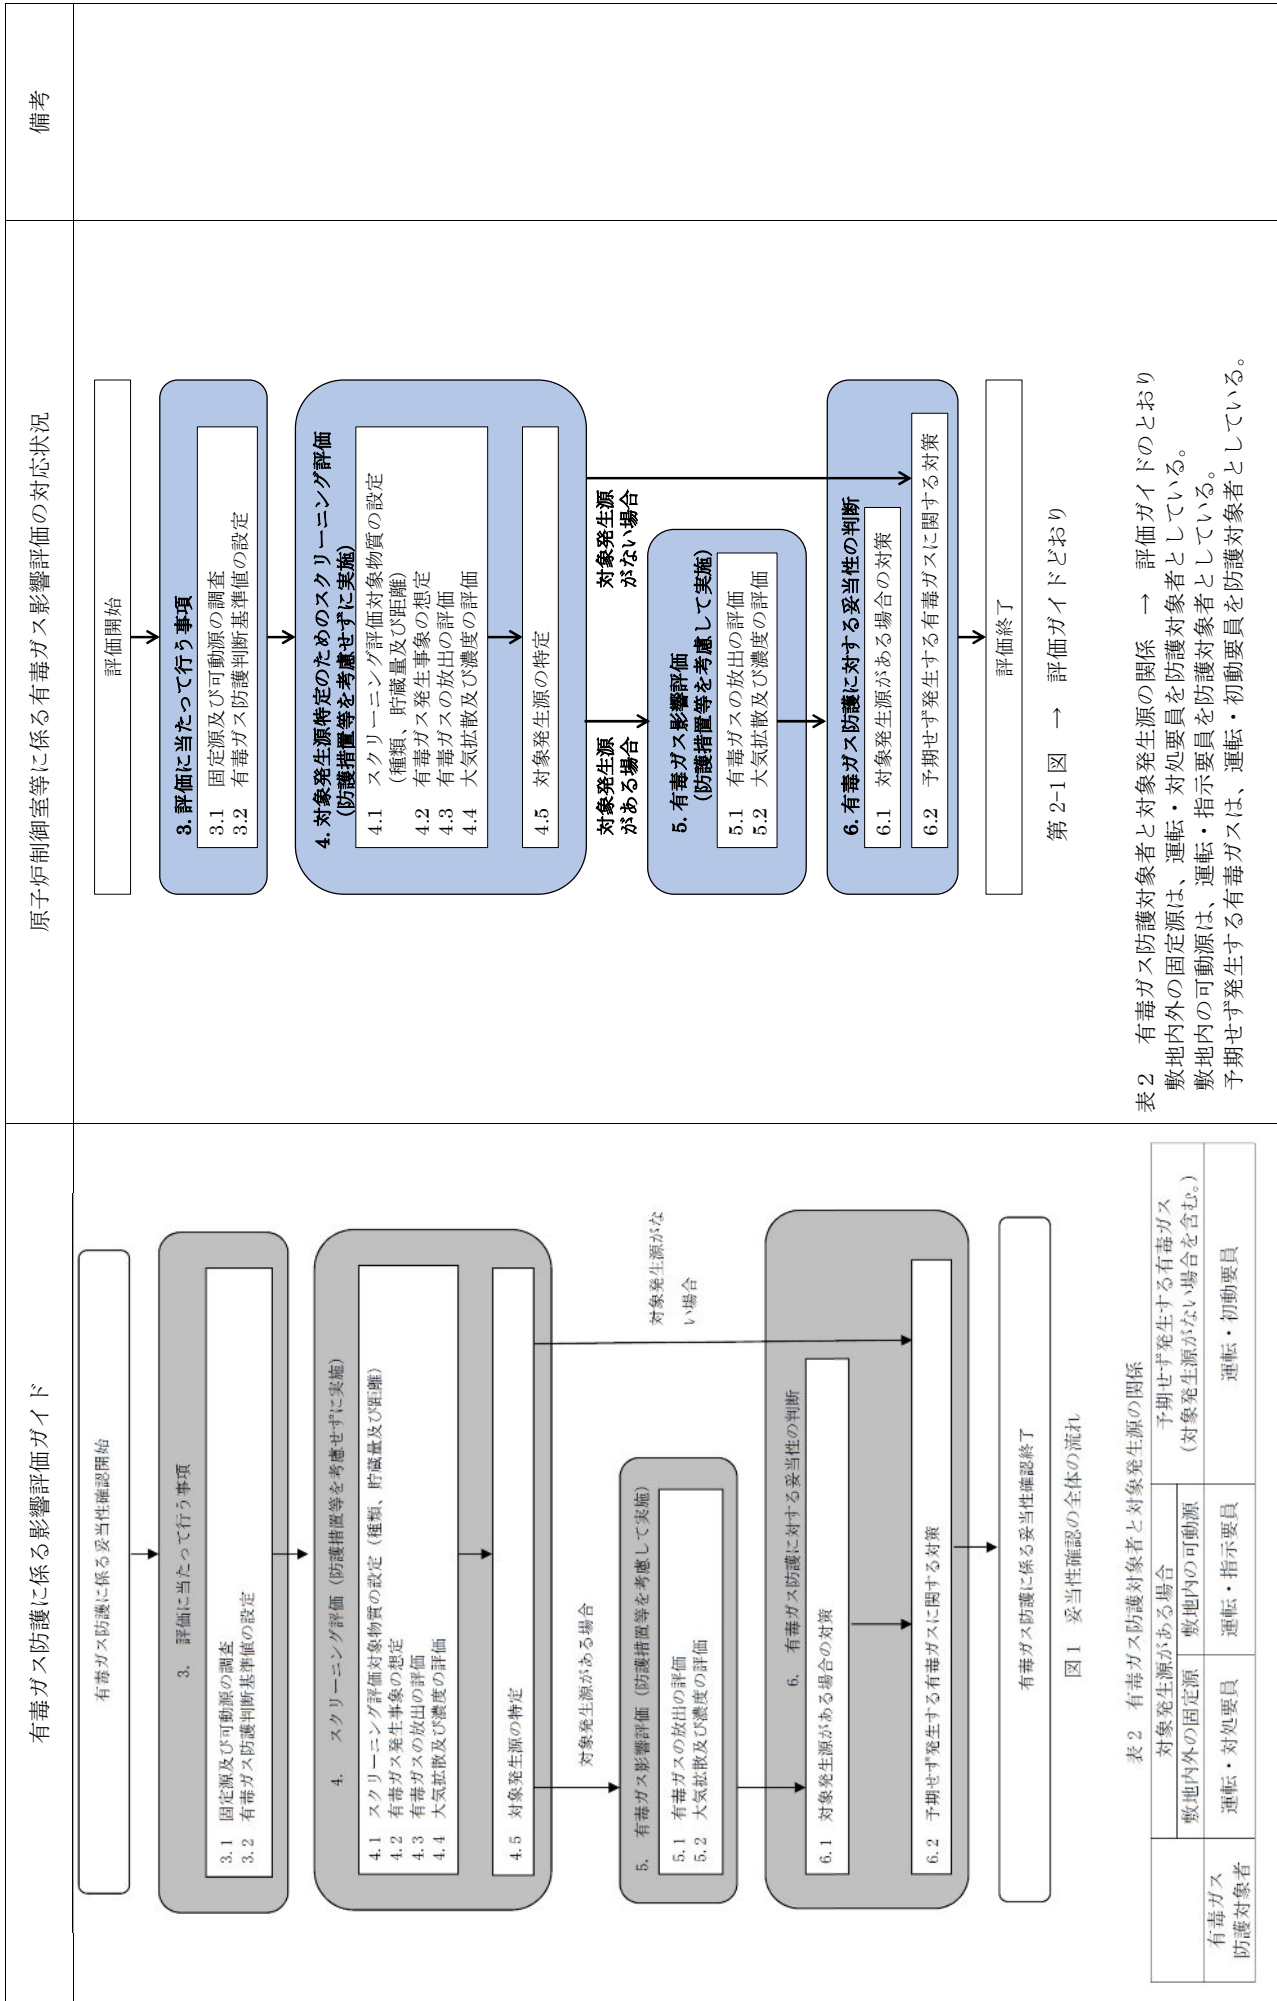 有毒ガス防護に係る影響評価ガイド
有毒ガス防護に係る妥当性確認開始
3. 評価に当たって行う事項
3.1 固定源及び可動源の調査
3.2 有毒ガス防護判断基準値の設定
4. スクリーニング評価（防護措置等を考慮せずに実施）
4.1 スクリーニング評価対象物質の設定（種類、貯蔵量及び距離）
4.2 有毒ガス発生事象の想定
4.3 有毒ガスの放出の評価
4.4 大気拡散及び濃度の評価
4.5 対象発生源の特定
対象発生源がある場合
対象発生源がな
い場合
5. 有毒ガス影響評価（防護措置等を考慮して実施）
5.1 有毒ガスの放出の評価
5.2 大気拡散及び濃度の評価
6. 有毒ガス防護に対する妥当性の判断
6.1 対象発生源がある場合の対策
6.2 予期せず発生する有毒ガスに関する対策
有毒ガス防護に係る妥当性確認終了
図1 妥当性確認の全体の流れ
表2 有毒ガス防護対象者と対象発生源の関係
対象発生源がある場合
予期せず発生する有毒ガス
（対象発生源がない場合を含む。）
敷地内外の固定源
敷地内の可動源
有毒ガス
防護対象者
運転・対処要員
運転・指示要員
運転・初動要員
原子炉制御室等に係る有毒ガス影響評価の対応状況
評価開始
3. 評価に当たって行う事項
3.1 固定源及び可動源の調査
3.2 有毒ガス防護判断基準値の設定
4. 対象発生源特定のためのスクリーニング評価
（防護措置等を考慮せずに実施）
4.1 スクリーニング評価対象物質の設定
（種類、貯蔵量及び距離）
4.2 有毒ガス発生事象の想定
4.3 有毒ガスの放出の評価
4.4 大気拡散及び濃度の評価
4.5 対象発生源の特定
対象発生源
がある場合
対象発生源
がない場合
5. 有毒ガス影響評価
（防護措置等を考慮して実施）
5.1 有毒ガスの放出の評価
5.2 大気拡散及び濃度の評価
6. 有毒ガス防護に対する妥当性の判断
6.1 対象発生源がある場合の対策
6.2 予期せず発生する有毒ガスに関する対策
評価終了
第 2-1 図 → 評価ガイドどおり
表２ 有毒ガス防護対象者と対象発生源の関係 → 評価ガイドのとおり
敷地内外の固定源は、運転・対処要員を防護対象者としている。
敷地内の可動源は、運転・指示要員を防護対象者としている。
予期せず発生する有毒ガスは、運転・初動要員を防護対象者としている。
備考